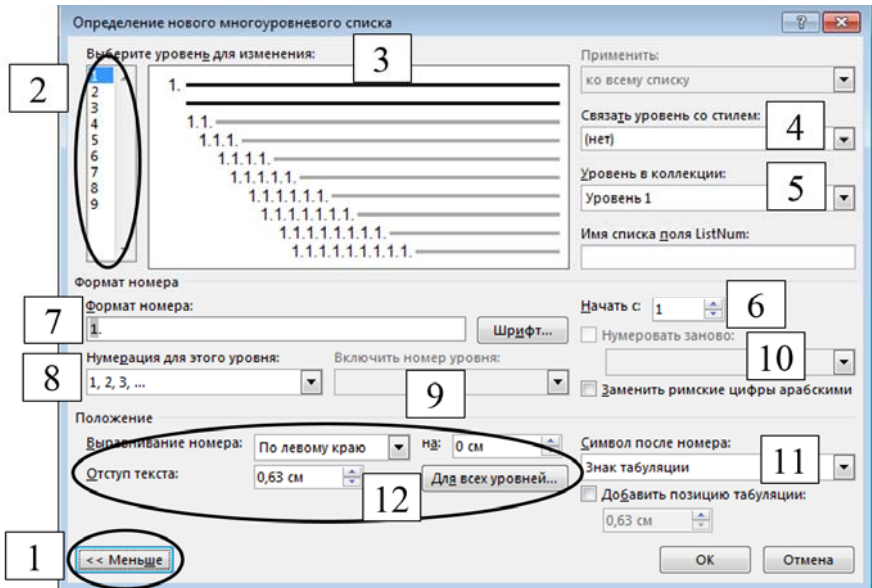 Определение нового многоуровневого списка
Выберите уровень для изменения:
3
Применить:
2
1
2
3
4
5
6
7
8
9
1.
1.1.
1.1.1.
1.1.1.1.
1.1.1.1.1.
1.1.1.1.1.1.
1.1.1.1.1.1.1.
1.1.1.1.1.1.1.1.
1.1.1.1.1.1.1.1.1.
ко всему списку
Связать уровень со стилем:
4
(нет)
Уровень в коллекции:
5
Уровень 1
Имя списка поля ListNum:
Формат номера
Формат номера:
7
1.
Шрифт...
Начать с: 1
6
Нумеровать заново:
10
Нумерация для этого уровня:
8
1, 2, 3, ...
Включить номер уровня:
9
Заменить римские цифры арабскими
Положение
Выравнивание номера: По левому краю на: 0 см
Отступ текста: 0,63 см Для всех уровней...
12
Символ после номера:
11
Знак табуляции
Добавить позицию табуляции:
0,63 см
1
<< Меньше
ОК Отмена